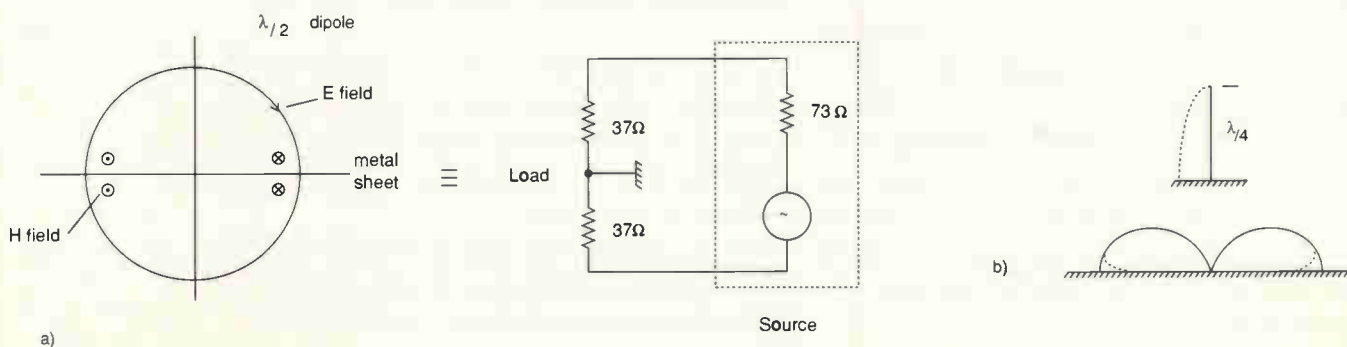 λ/2 dipole
E field
metal
sheet
H field
a)
≡
Load
37Ω
37Ω
73 Ω
~
Source
λ/4
b)